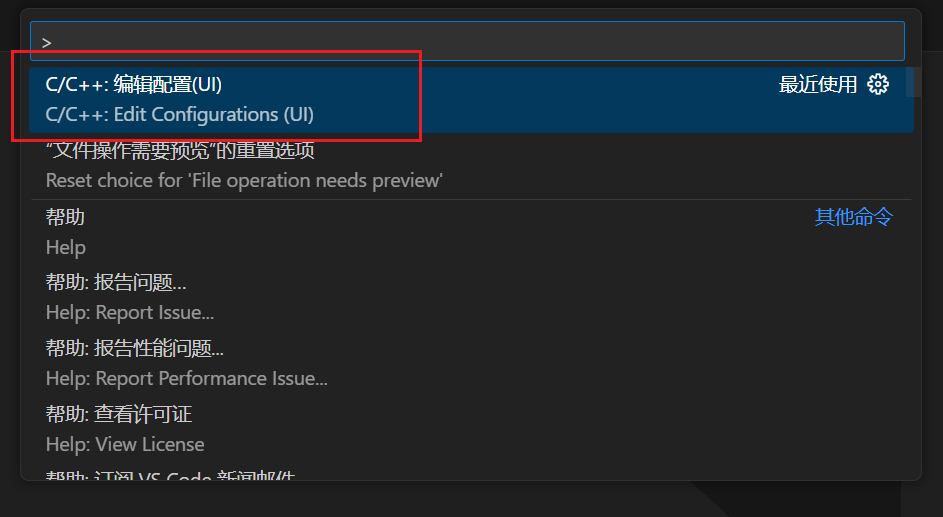 >
C/C++: 编辑配置(UI)
最近使用
C/C++: Edit Configurations (UI)
“文件操作需要预览”的重置选项
Reset choice for 'File operation needs preview'
帮助
其他命令
Help
帮助: 报告问题...
Help: Report Issue...
帮助: 报告性能问题...
Help: Report Performance Issue...
帮助: 查看许可证
Help: View License
帮助: 订阅 VS Code 新闻邮件